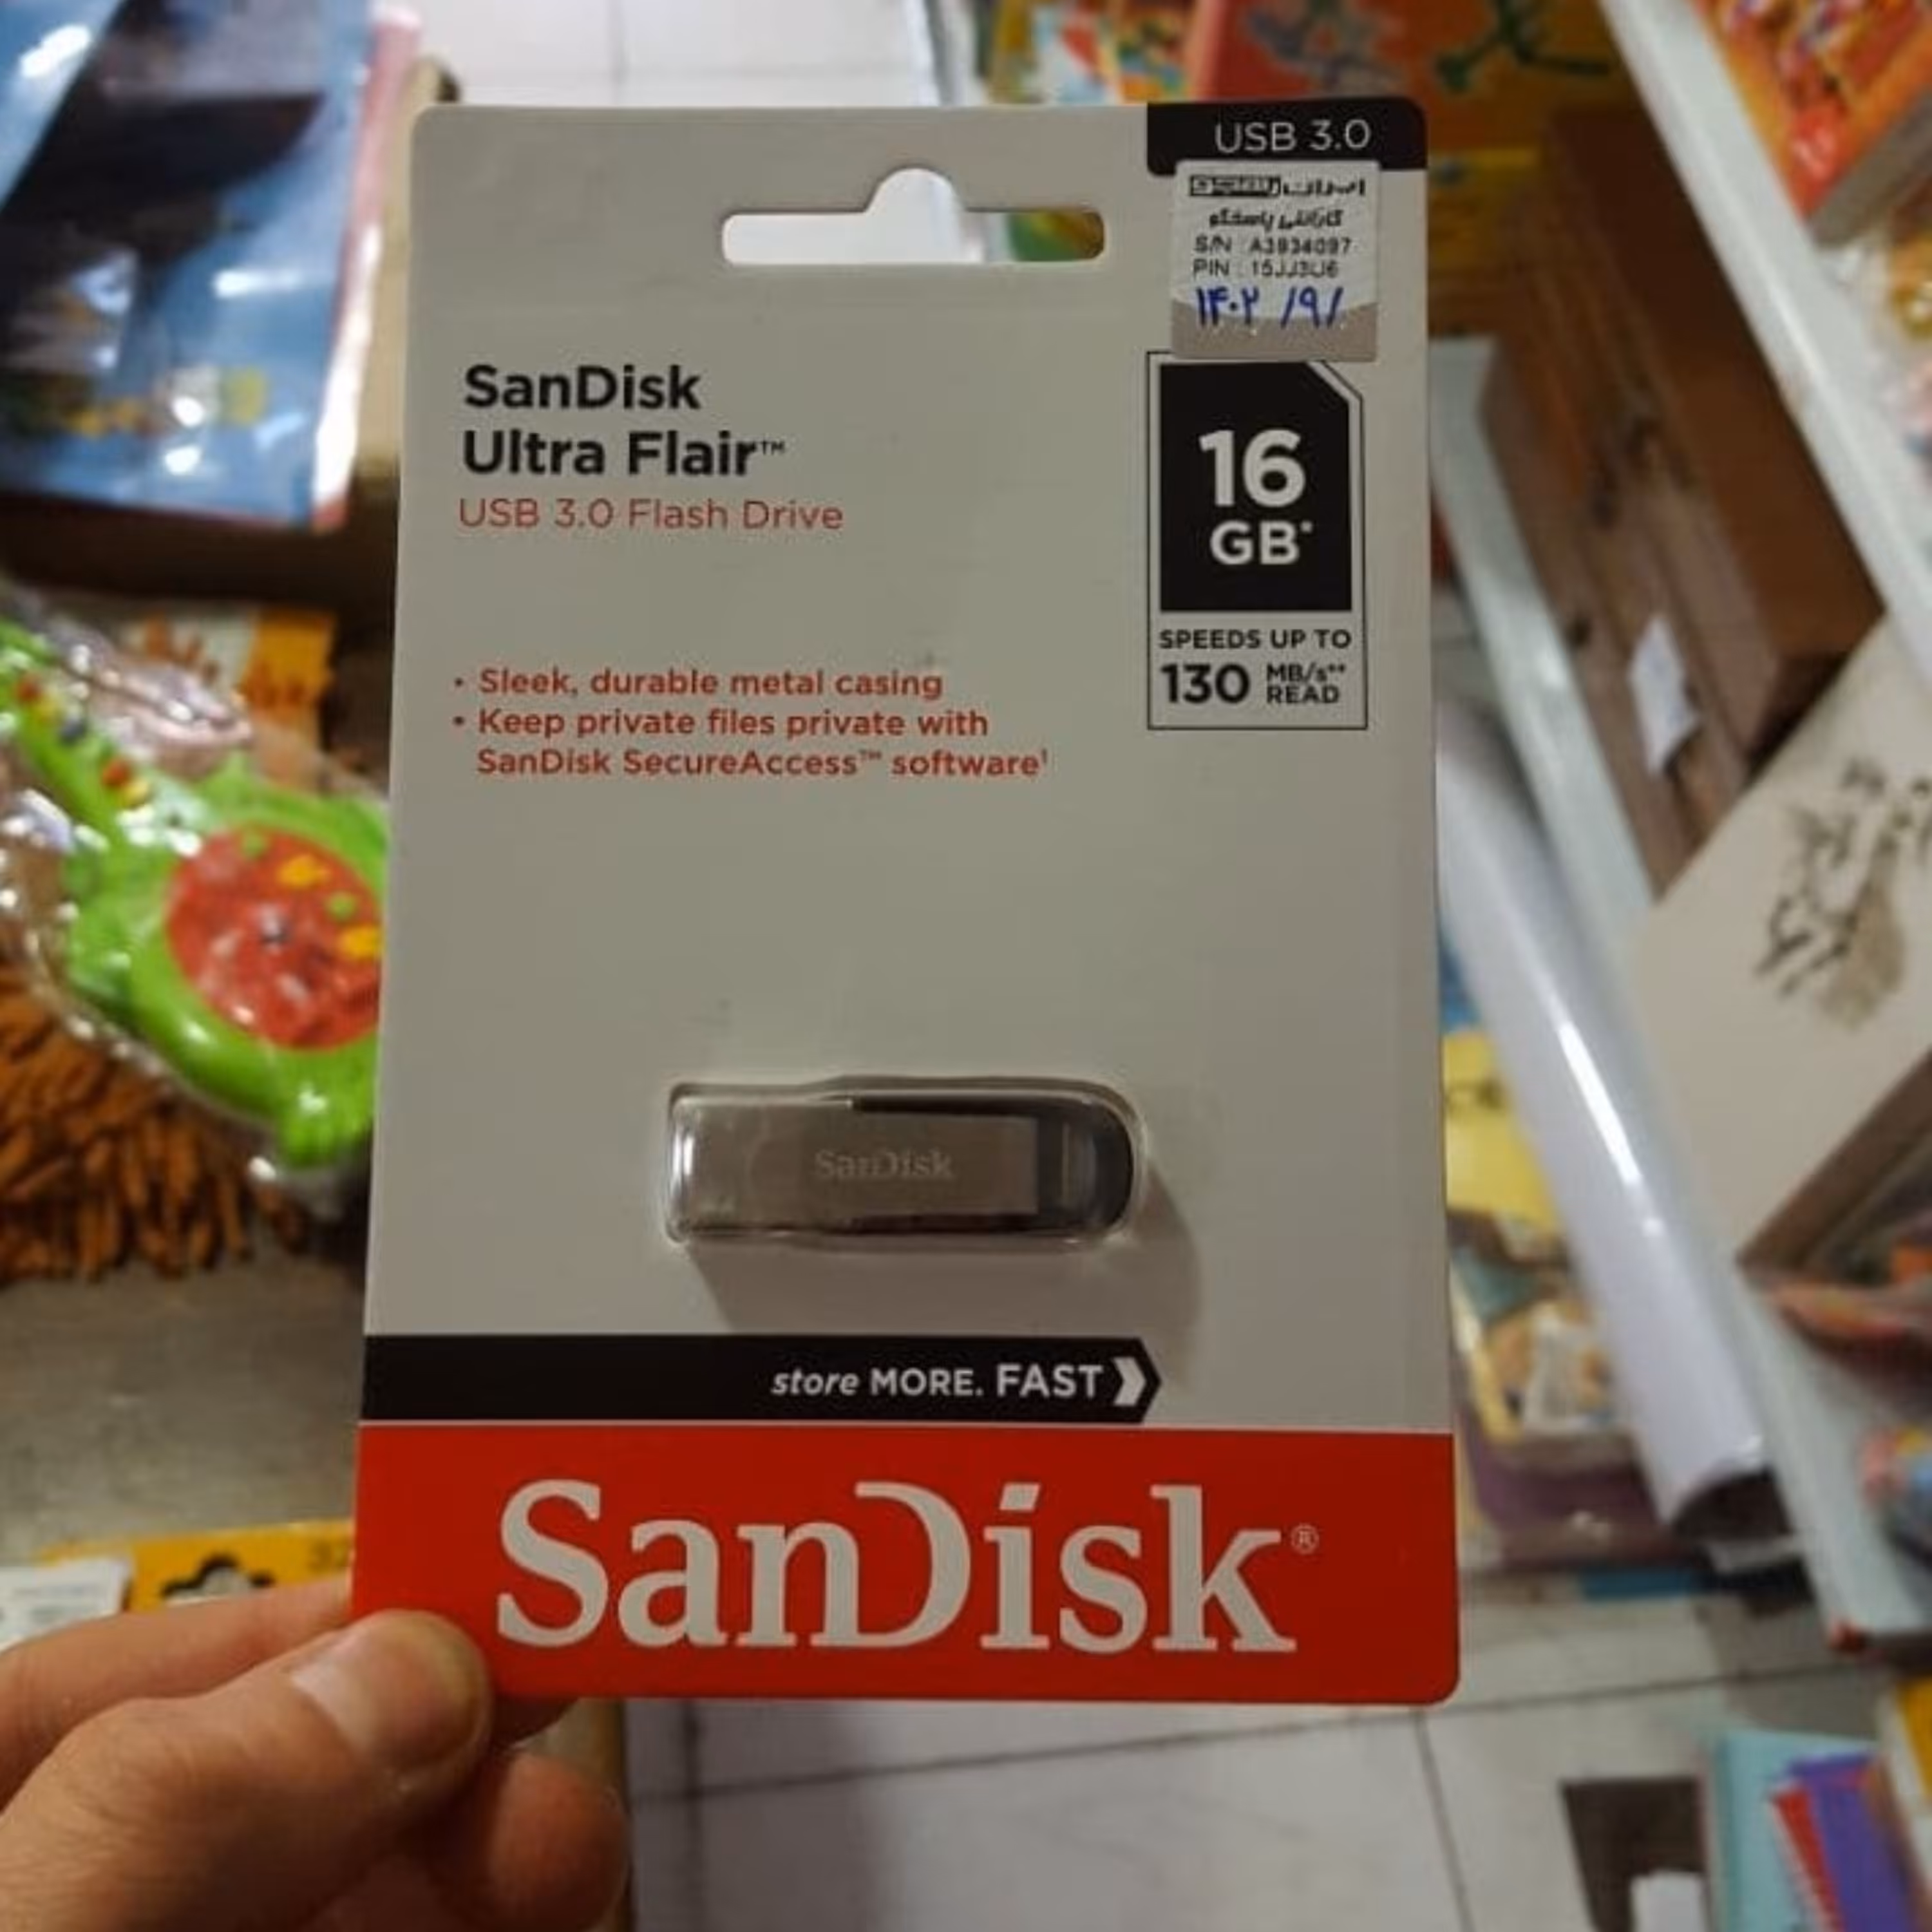 USB 3.0
گارانتی پاسخگو
S/N : A3934097
PIN : 15JJ3U6
۱۴۰۲ /۹/
SanDisk
Ultra Flair™
USB 3.0 Flash Drive
16
GB*
SPEEDS UP TO
130 MB/s**
READ
• Sleek, durable metal casing
• Keep private files private with
SanDisk SecureAccess™ software¹
SanDisk
store MORE. FAST
SanDisk®